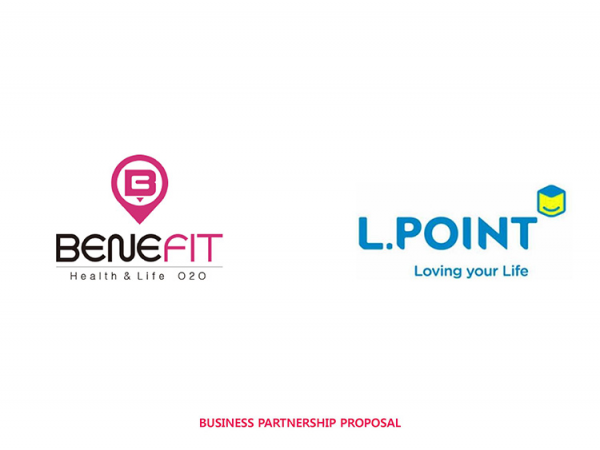 B
BENEFIT
Health & Life O2O
L.POINT
Loving your Life
BUSINESS PARTNERSHIP PROPOSAL